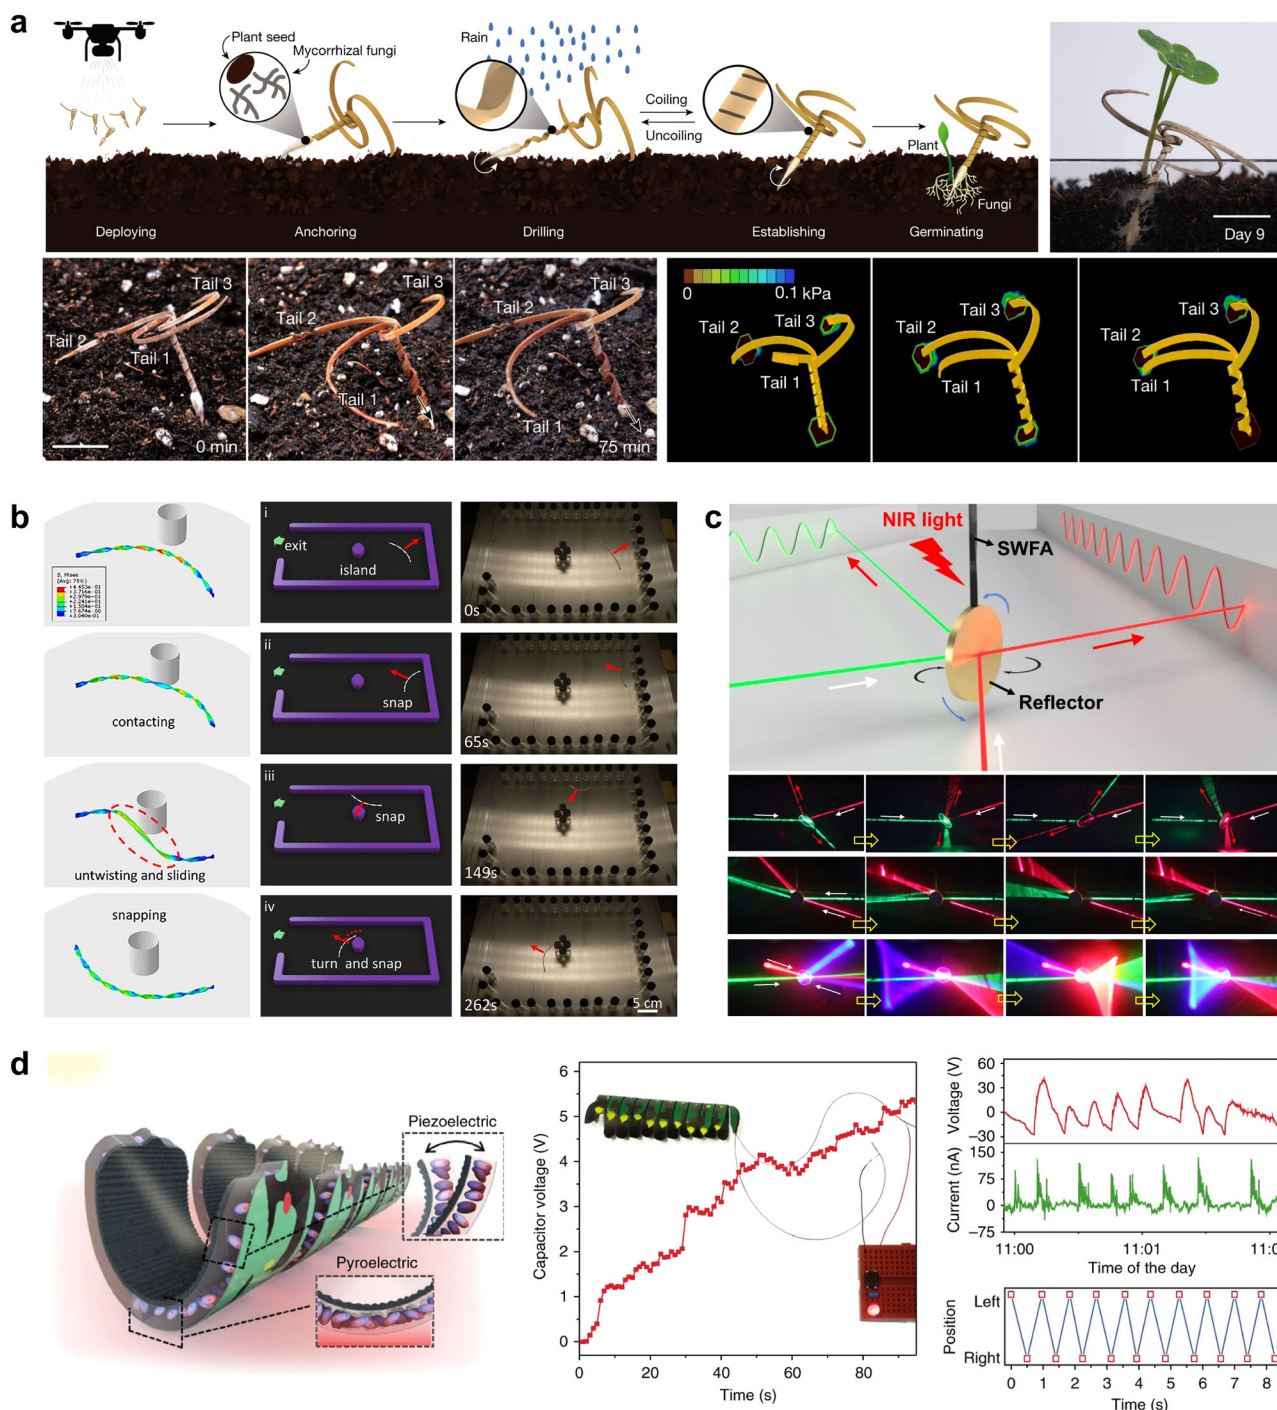 a
Plant seed
Mycorrhizal fungi
Rain
Coiling
Uncoiling
Plant
Fungi
Deploying
Anchoring
Drilling
Establishing
Germinating
Day 9
Tail 3
Tail 2
Tail 1
0 min
Tail 3
Tail 2
Tail 1
Tail 3
Tail 2
Tail 1
75 min
0
0.1 kPa
Tail 3
Tail 2
Tail 1
Tail 3
Tail 2
Tail 1
Tail 3
Tail 2
Tail 1
b
S, Mises
(Avg: 75%)
contacting
untwisting and sliding
snapping
i
exit
island
0s
ii
snap
65s
iii
snap
149s
iv
turn and snap
262s
5 cm
c
NIR light
SWFA
Reflector
d
Piezoelectric
Pyroelectric
Capacitor voltage (V)
6
5
4
3
2
1
0
0
20
40
60
80
Time (s)
Voltage (V)
60
30
0
−30
Current (nA)
150
75
0
−75
11:00
11:01
Time of the day
Position
Left
Right
0 1 2 3 4 5 6 7 8
Time (s)